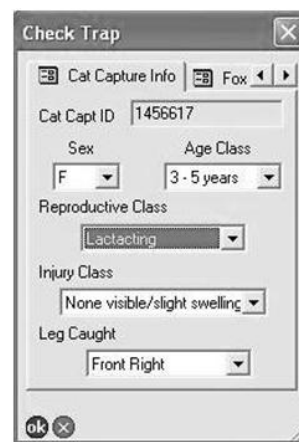 Check Trap
Cat Capture Info Fox
Cat Capt ID 1456617
Sex Age Class
F 3 - 5 years
Reproductive Class
Lactacting
Injury Class
None visible/slight swelling
Leg Caught
Front Right
ok